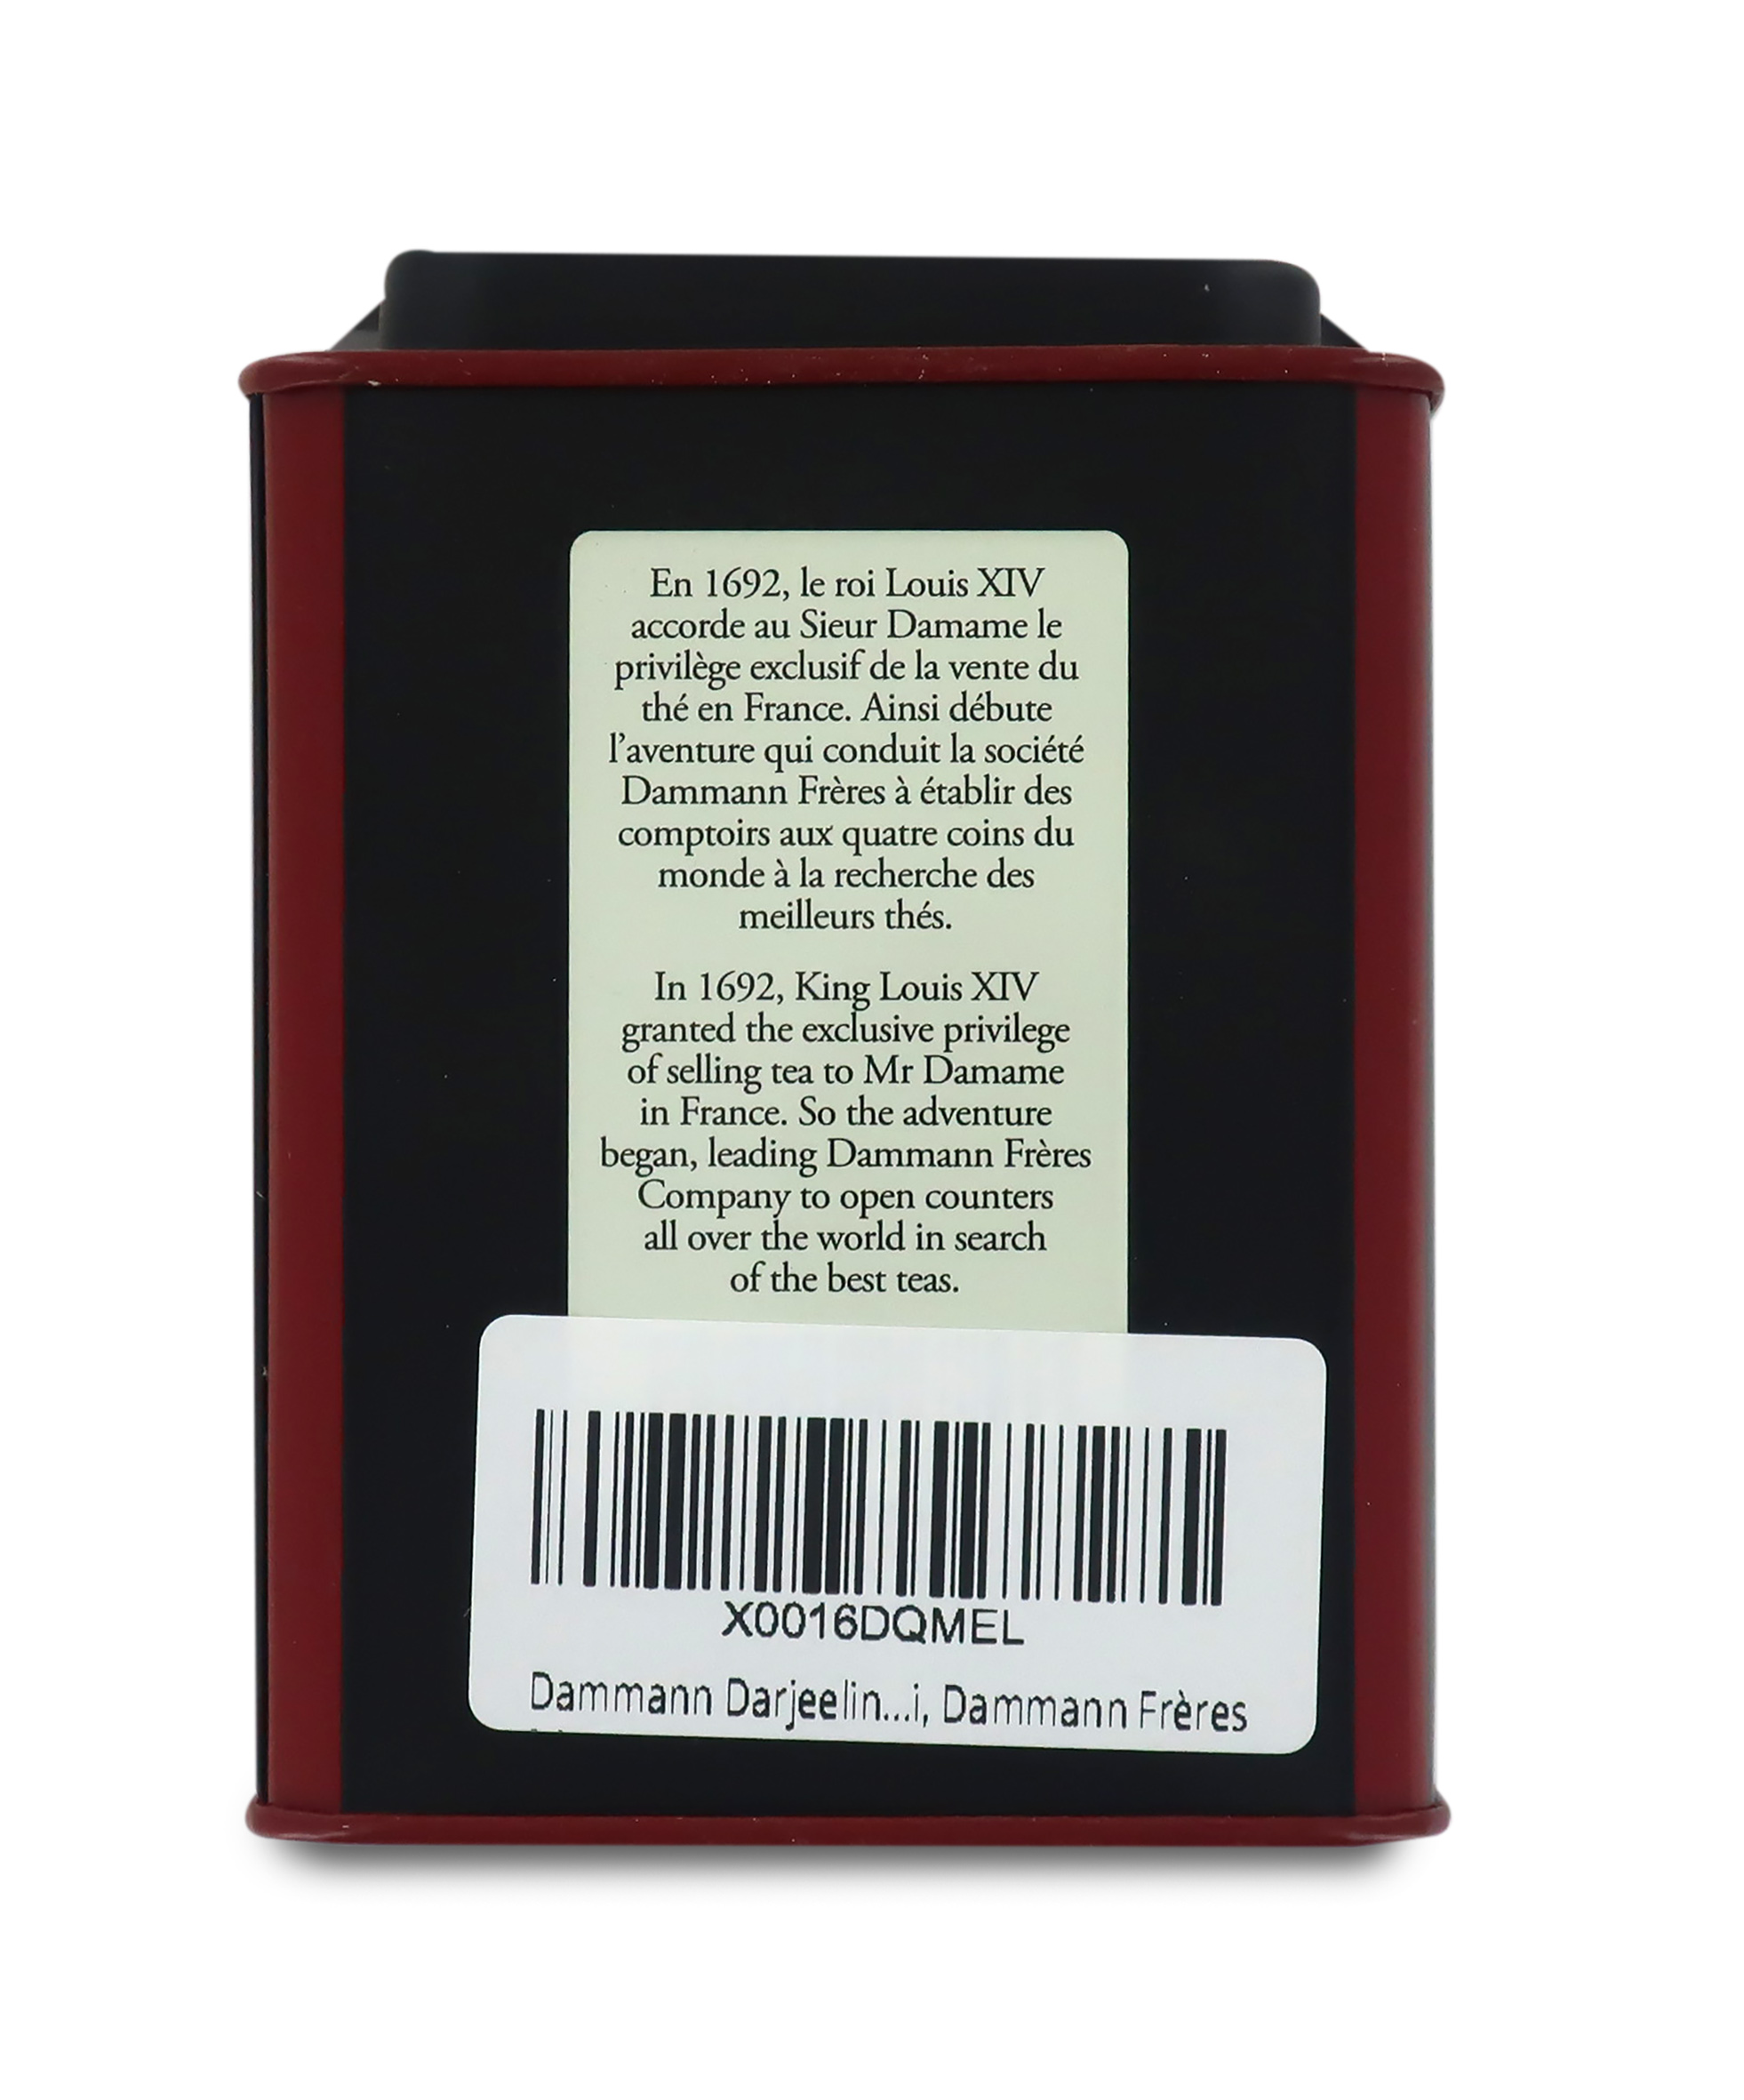 En 1692, le roi Louis XIV
accorde au Sieur Damame le
privilège exclusif de la vente du
thé en France. Ainsi débute
l'aventure qui conduit la société
Dammann Frères à établir des
comptoirs aux quatre coins du
monde à la recherche des
meilleurs thés.
In 1692, King Louis XIV
granted the exclusive privilege
of selling tea to Mr Damame
in France. So the adventure
began, leading Dammann Frères
Company to open counters
all over the world in search
of the best teas.
X0016DQMEL
Dammann Darjeelin...i, Dammann Frères